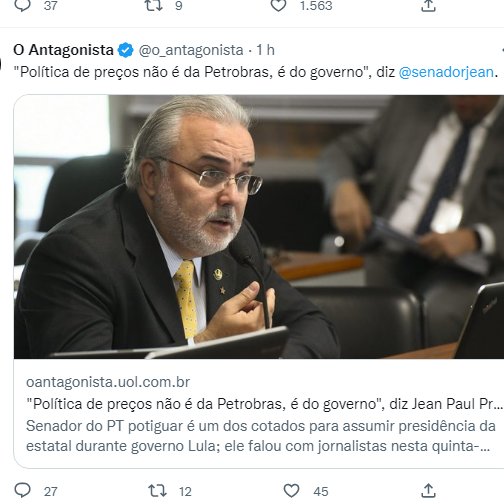 37 9 1.563
O Antagonista @o_antagonista · 1 h
"Política de preços não é da Petrobras, é do governo", diz @senadorjean.
oantagonista.uol.com.br
"Política de preços não é da Petrobras, é do governo", diz Jean Paul Pr...
Senador do PT potiguar é um dos cotados para assumir presidência da
estatal durante governo Lula; ele falou com jornalistas nesta quinta-...
27 12 45